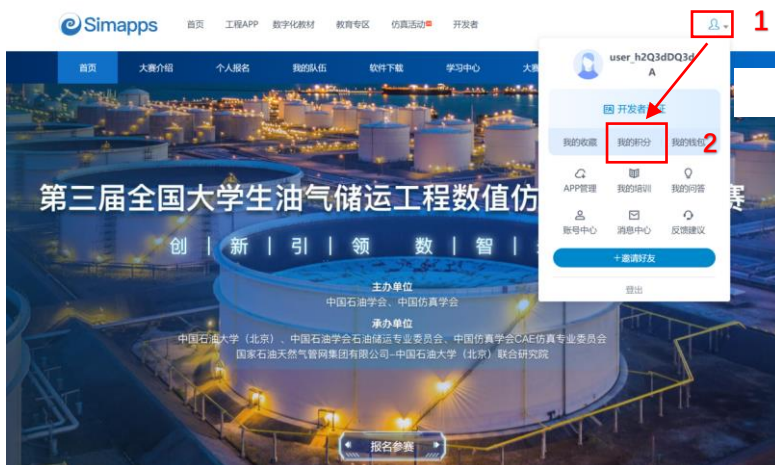 Simapps 首页 工程APP 数字化教材 教育专区 仿真活动 开发者 1
首页 大赛介绍 个人报名 我的队伍 软件下载 学习中心 大赛
user_h2Q3dDQ3d
A
开发者 证
我的收藏 我的积分 我的钱包
2
APP管理 我的培训 我的问答
账号中心 消息中心 反馈建议
+邀请好友
登出
第三届全国大学生油气储运工程数值仿 赛
创 | 新 | 引 | 领 数 | 智 |
主办单位
中国石油学会、中国仿真学会
承办单位
中国石油大学（北京）、中国石油学会石油储运专业委员会、中国仿真学会CAE仿真专业委员会
国家石油天然气管网集团有限公司-中国石油大学（北京）联合研究院
报名参赛